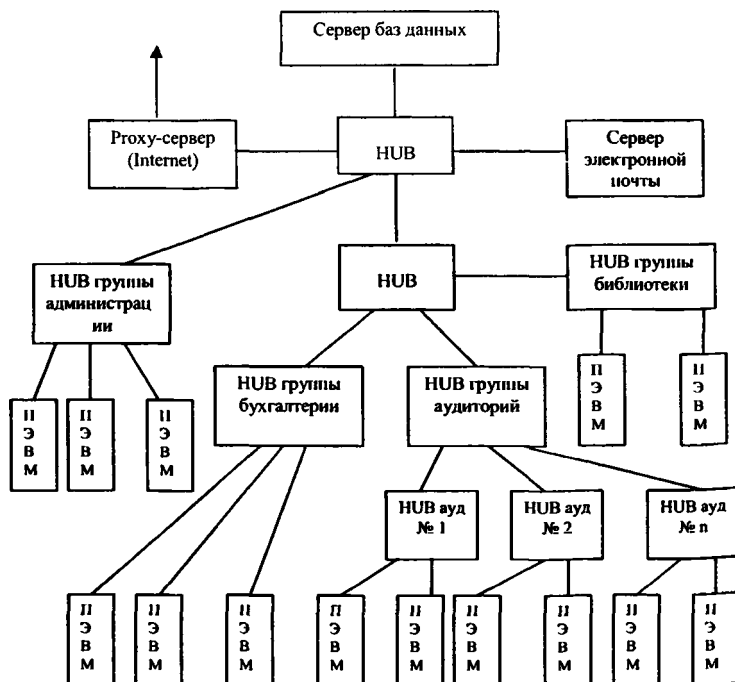 Сервер баз данных
Proxy-сервер
(Internet)
HUB
Сервер
электронной
почты
HUB группы
администрац
ии
HUB
HUB группы
библиотеки
П
Э
В
М
П
Э
В
М
П
Э
В
М
HUB группы
бухгалтерии
HUB группы
аудиторий
П
Э
В
М
П
Э
В
М
HUB ауд
№ 1
HUB ауд
№ 2
HUB ауд
№ n
П
Э
В
М
П
Э
В
М
П
Э
В
М
П
Э
В
М
П
Э
В
М
П
Э
В
М
П
Э
В
М
П
Э
В
М
П
Э
В
М